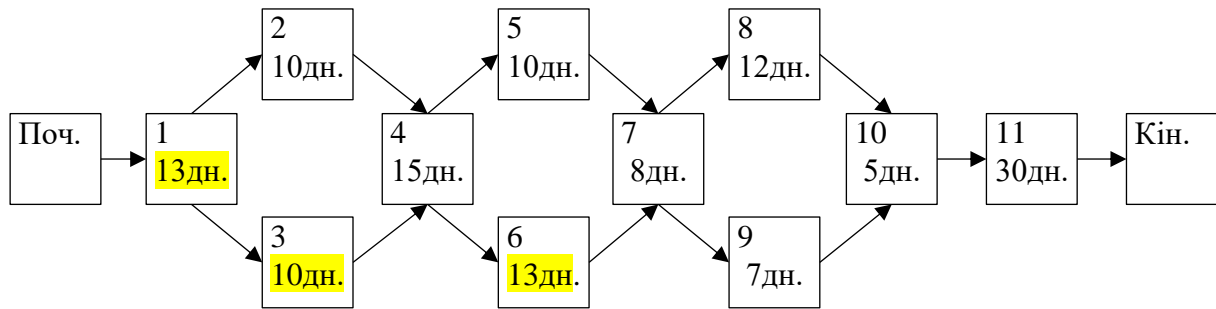 2
10дн.
5
10дн.
8
12дн.
Поч.
1
13дн.
4
15дн.
7
8дн.
10
5дн.
11
30дн.
Кін.
3
10дн.
6
13дн.
9
7дн.